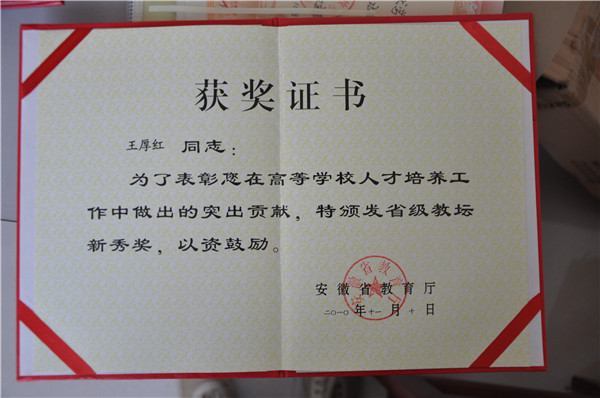 获奖证书
王厚红 同志：
为了表彰您在高等学校人才培养工
作中做出的突出贡献，特颁发省级教坛
新秀奖，以资鼓励。
安徽省教育厅
二〇一〇年十一月十日